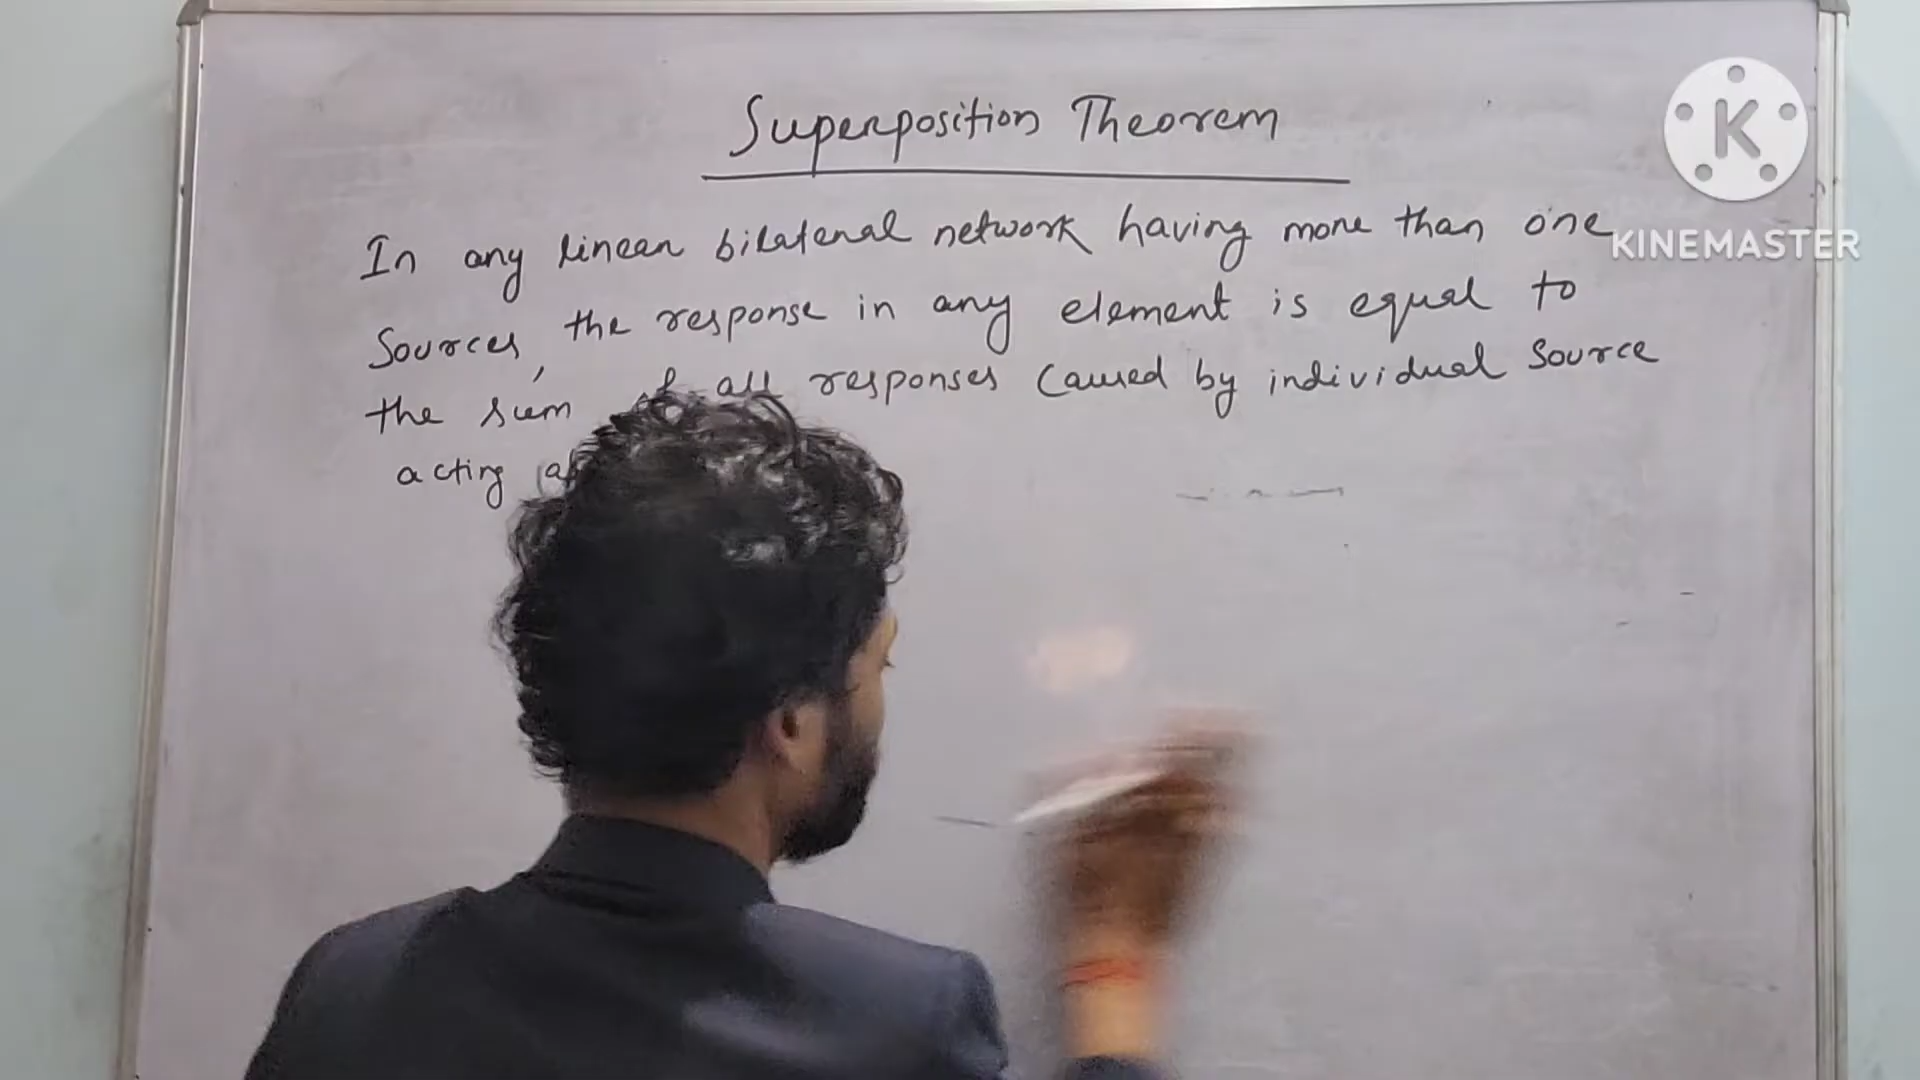 Superposition Theorem
In any linear bilateral network having more than one
Sources, the response in any element is equal to
the sum of all responses caused by individual source
acting
K
KINEMASTER